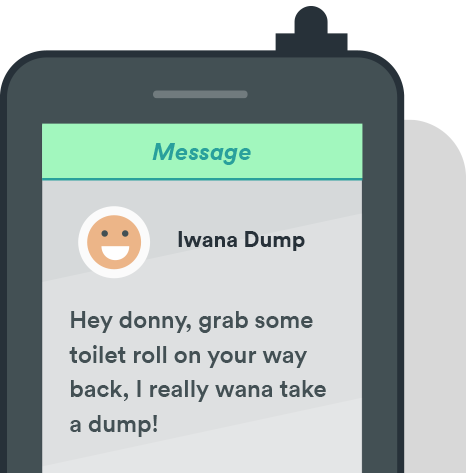 Message
Iwana Dump
Hey donny, grab some
toilet roll on your way
back, I really wana take
a dump!